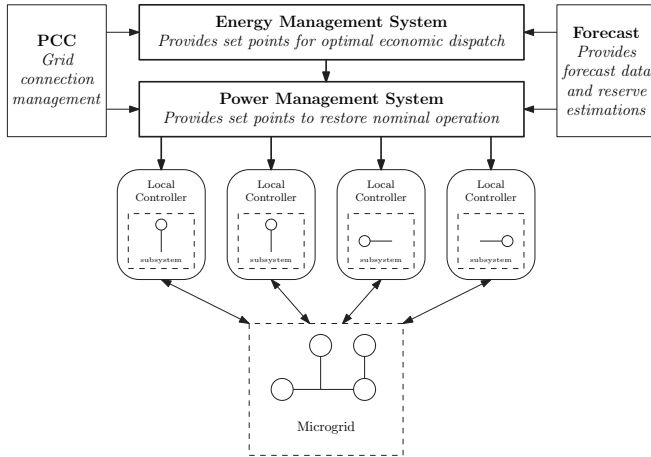 PCC
Grid
connection
management
Energy Management System
Provides set points for optimal economic dispatch
Power Management System
Provides set points to restore nominal operation
Forecast
Provides
forecast data
and reserve
estimations
Local
Controller
subsystem
Local
Controller
subsystem
Local
Controller
subsystem
Local
Controller
subsystem
Microgrid